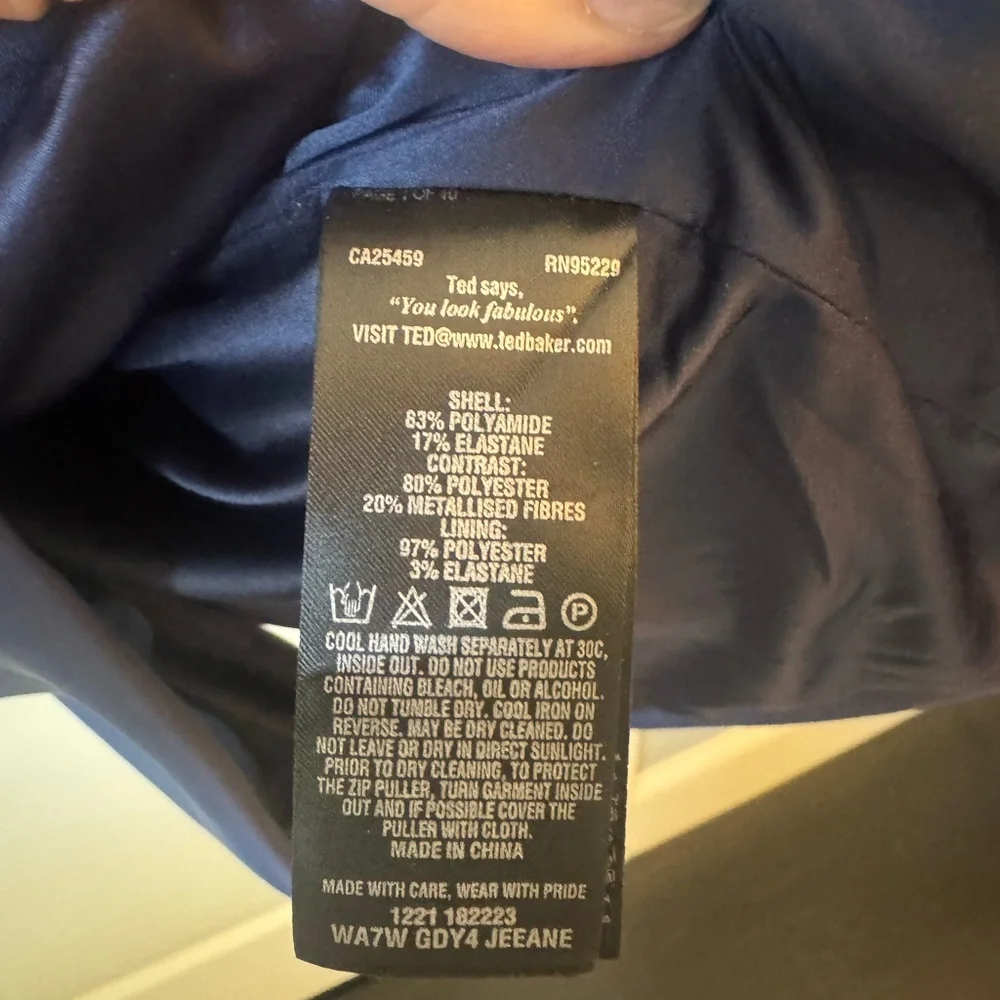 PAGE 1 OF 10
CA25459 RN95229
Ted says,
“You look fabulous”.
VISIT TED@www.tedbaker.com
SHELL:
83% POLYAMIDE
17% ELASTANE
CONTRAST:
80% POLYESTER
20% METALLISED FIBRES
LINING:
97% POLYESTER
3% ELASTANE
P
COOL HAND WASH SEPARATELY AT 30C,
INSIDE OUT. DO NOT USE PRODUCTS
CONTAINING BLEACH, OIL OR ALCOHOL.
DO NOT TUMBLE DRY. COOL IRON ON
REVERSE. MAY BE DRY CLEANED. DO
NOT LEAVE OR DRY IN DIRECT SUNLIGHT.
PRIOR TO DRY CLEANING, TO PROTECT
THE ZIP PULLER, TURN GARMENT INSIDE
OUT AND IF POSSIBLE COVER THE
PULLER WITH CLOTH.
MADE IN CHINA
MADE WITH CARE, WEAR WITH PRIDE
1221 182223
WA7W GDY4 JEEANE